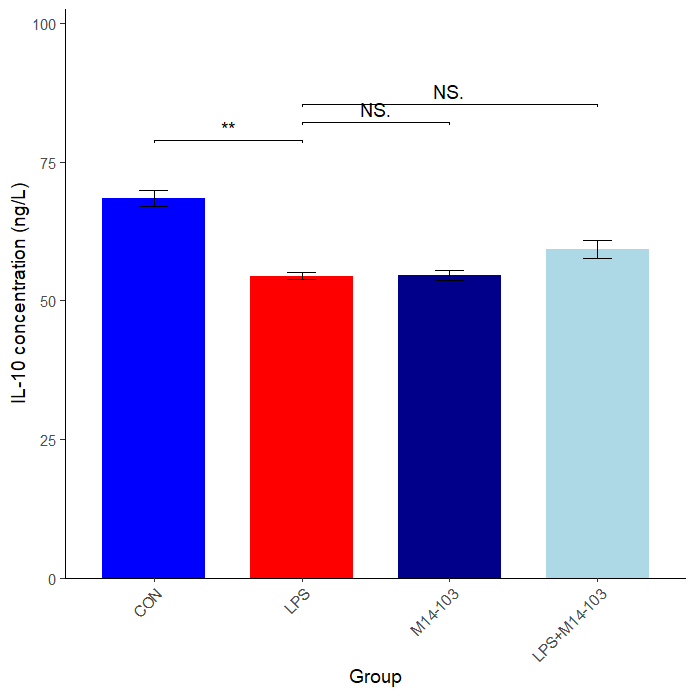 100
NS.
NS.
**
75
50
25
0
IL-10 concentration (ng/L)
CON
LPS
M14-103
LPS+M14-103
Group